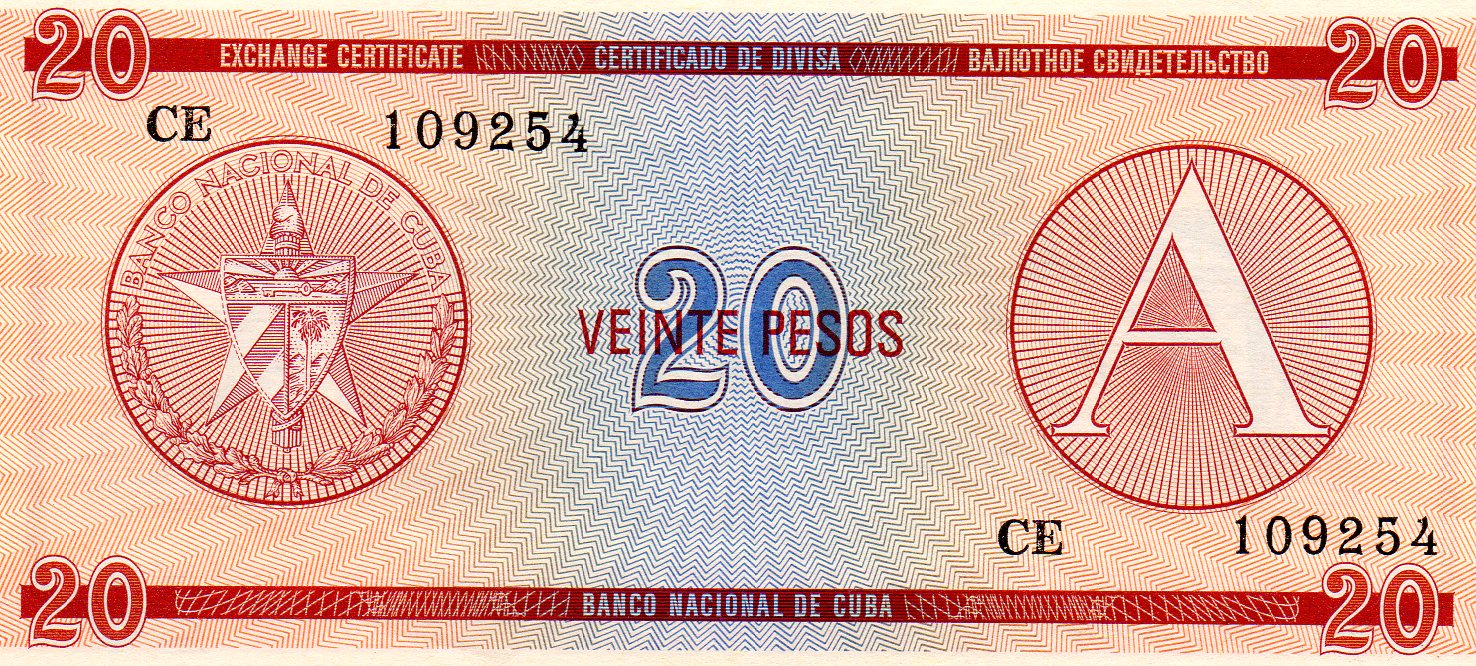 20 EXCHANGE CERTIFICATE CERTIFICADO DE DIVISA ВАЛЮТНОЕ СВИДЕТЕЛЬСТВО 20
CE 109254
BANCO NACIONAL DE CUBA
20
VEINTE PESOS
A
CE 109254
20 BANCO NACIONAL DE CUBA 20